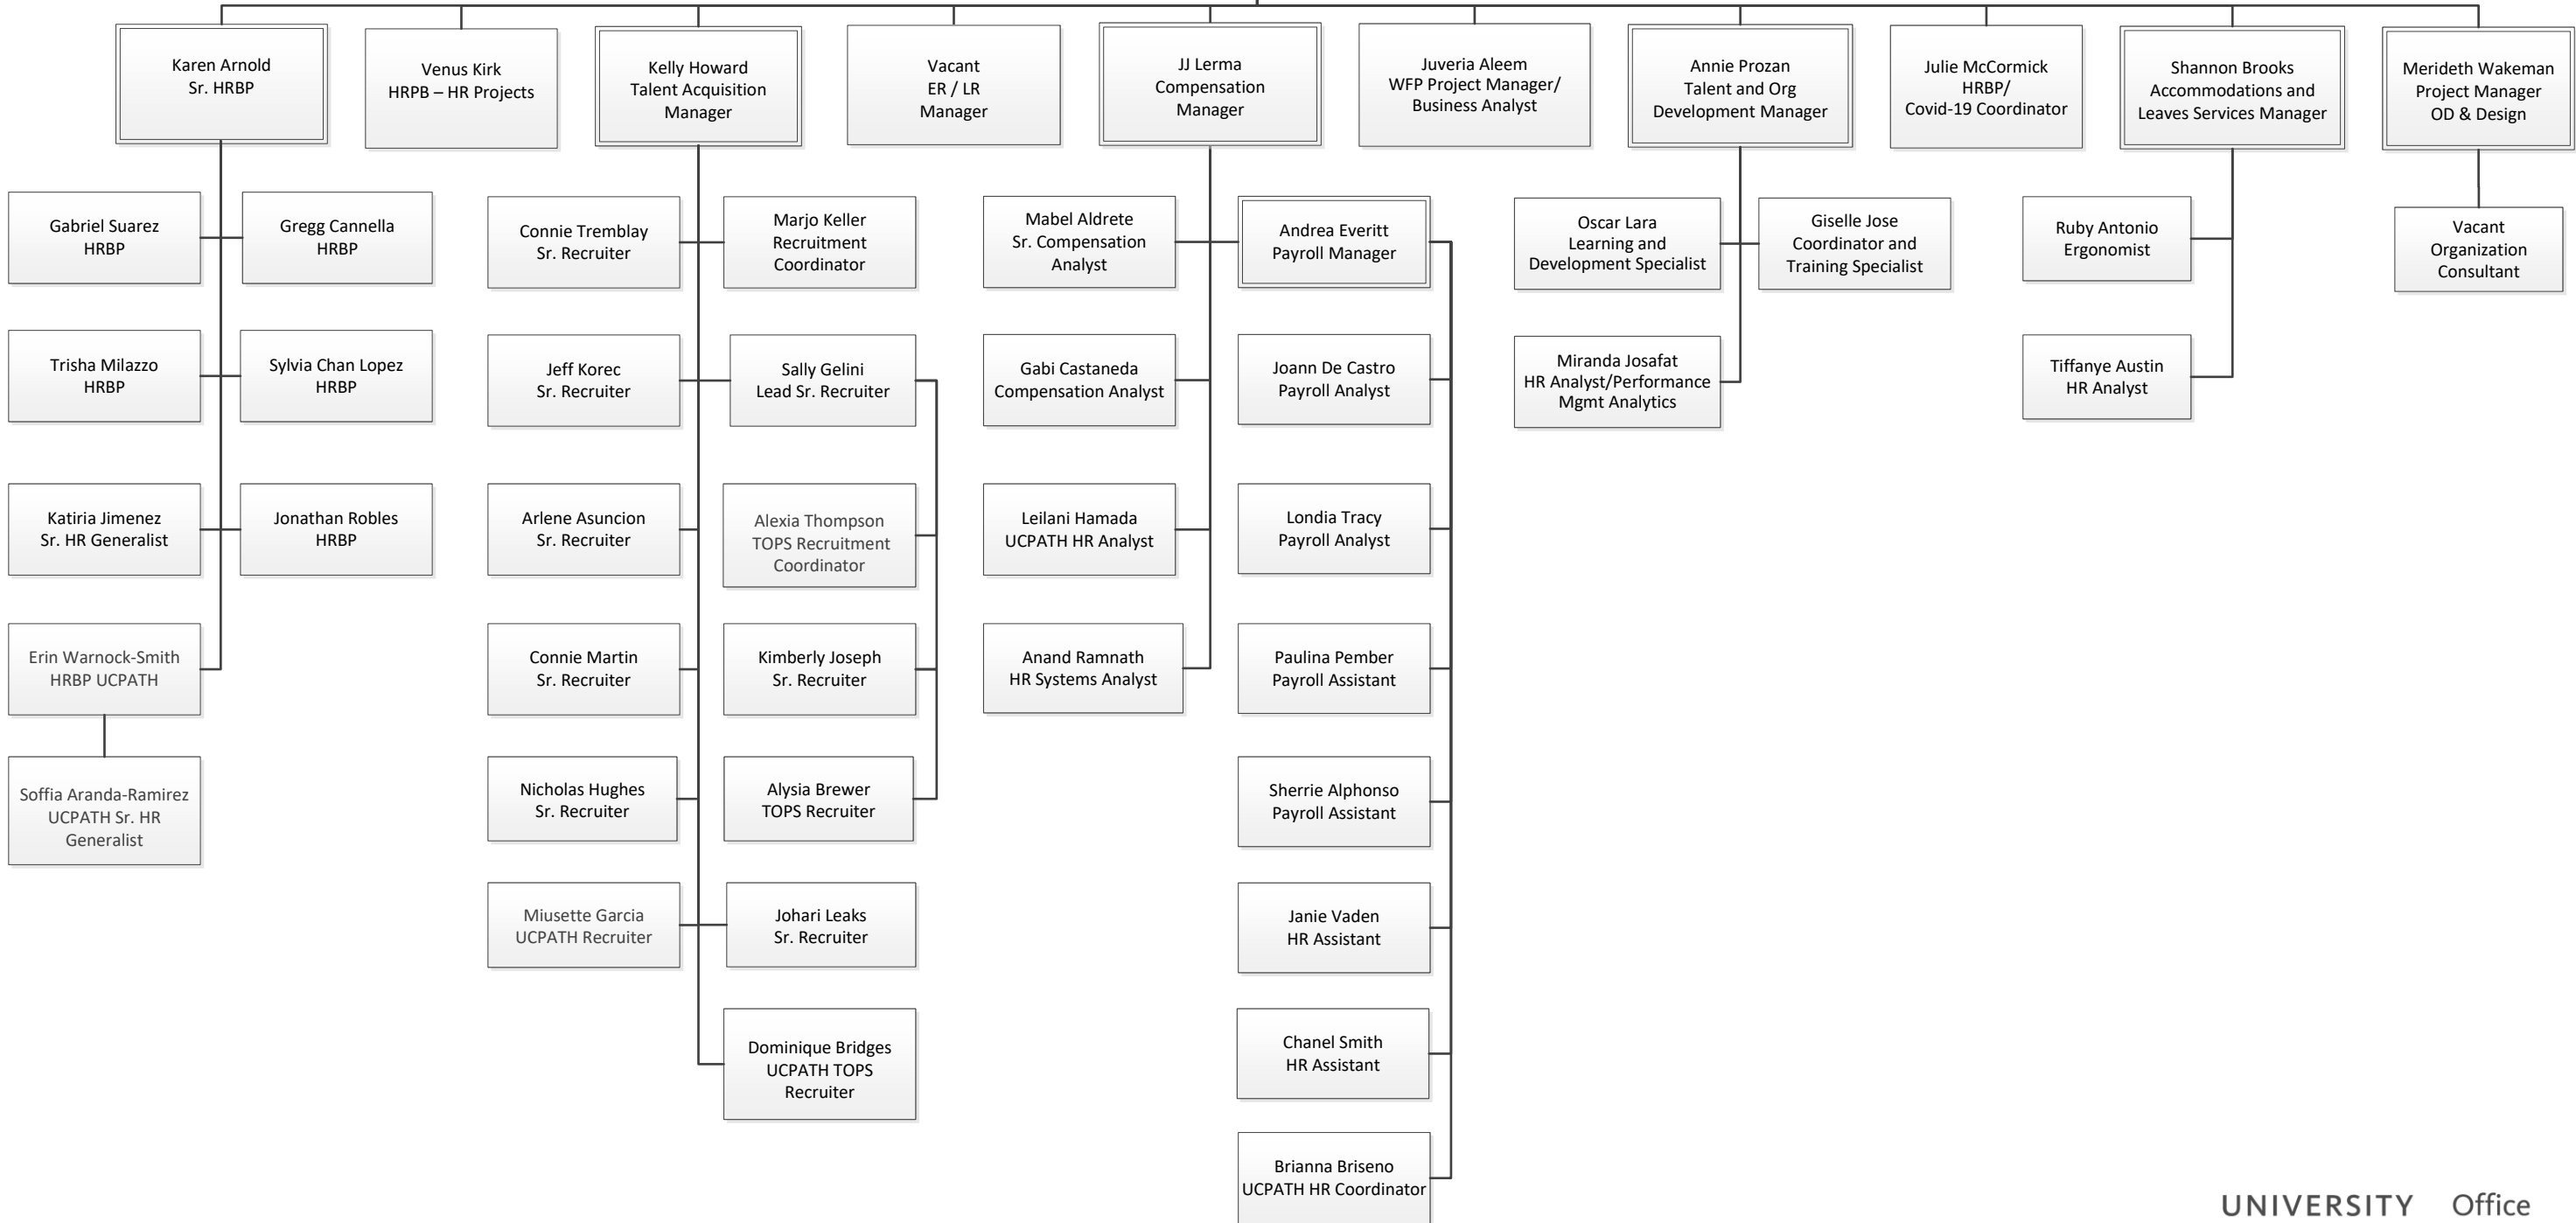 Karen Arnold
Sr. HRBP
Venus Kirk
HRPB – HR Projects
Kelly Howard
Talent Acquisition
Manager
Vacant
ER / LR
Manager
JJ Lerma
Compensation
Manager
Juveria Aleem
WFP Project Manager/
Business Analyst
Annie Prozan
Talent and Org
Development Manager
Julie McCormick
HRBP/
Covid-19 Coordinator
Shannon Brooks
Accommodations and
Leaves Services Manager
Merideth Wakeman
Project Manager
OD & Design
Gabriel Suarez
HRBP
Gregg Cannella
HRBP
Connie Tremblay
Sr. Recruiter
Marjo Keller
Recruitment
Coordinator
Mabel Aldrete
Sr. Compensation
Analyst
Andrea Everitt
Payroll Manager
Oscar Lara
Learning and
Development Specialist
Giselle Jose
Coordinator and
Training Specialist
Ruby Antonio
Ergonomist
Vacant
Organization
Consultant
Trisha Milazzo
HRBP
Sylvia Chan Lopez
HRBP
Jeff Korec
Sr. Recruiter
Sally Gelini
Lead Sr. Recruiter
Gabi Castaneda
Compensation Analyst
Joann De Castro
Payroll Analyst
Miranda Josafat
HR Analyst/Performance
Mgmt Analytics
Tiffanye Austin
HR Analyst
Katiria Jimenez
Sr. HR Generalist
Jonathan Robles
HRBP
Arlene Asuncion
Sr. Recruiter
Alexia Thompson
TOPS Recruitment
Coordinator
Leilani Hamada
UCPATH HR Analyst
Londia Tracy
Payroll Analyst
Erin Warnock-Smith
HRBP UCPATH
Connie Martin
Sr. Recruiter
Kimberly Joseph
Sr. Recruiter
Anand Ramnath
HR Systems Analyst
Paulina Pember
Payroll Assistant
Soffia Aranda-Ramirez
UCPATH Sr. HR
Generalist
Nicholas Hughes
Sr. Recruiter
Alysia Brewer
TOPS Recruiter
Sherrie Alphonso
Payroll Assistant
Miusette Garcia
UCPATH Recruiter
Johari Leaks
Sr. Recruiter
Janie Vaden
HR Assistant
Dominique Bridges
UCPATH TOPS
Recruiter
Chanel Smith
HR Assistant
Brianna Briseno
UCPATH HR Coordinator
UNIVERSITY Office